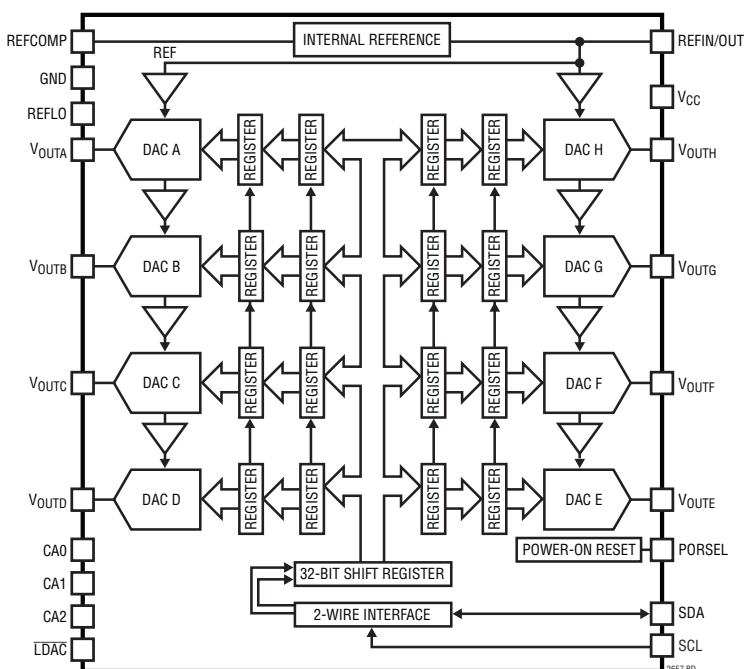 REFCOMP
INTERNAL REFERENCE
REFIN/OUT
REF
GND
VCC
REFLO
VOUTA
DAC A
REGISTER
REGISTER
REGISTER
REGISTER
DAC H
VOUTH
VOUTB
DAC B
REGISTER
REGISTER
REGISTER
REGISTER
DAC G
VOUTG
VOUTC
DAC C
REGISTER
REGISTER
REGISTER
REGISTER
DAC F
VOUTF
VOUTD
DAC D
REGISTER
REGISTER
REGISTER
REGISTER
DAC E
VOUTE
CA0
POWER-ON RESET
PORSEL
CA1
32-BIT SHIFT REGISTER
CA2
2-WIRE INTERFACE
SDA
LDAC
SCL
2657 BD